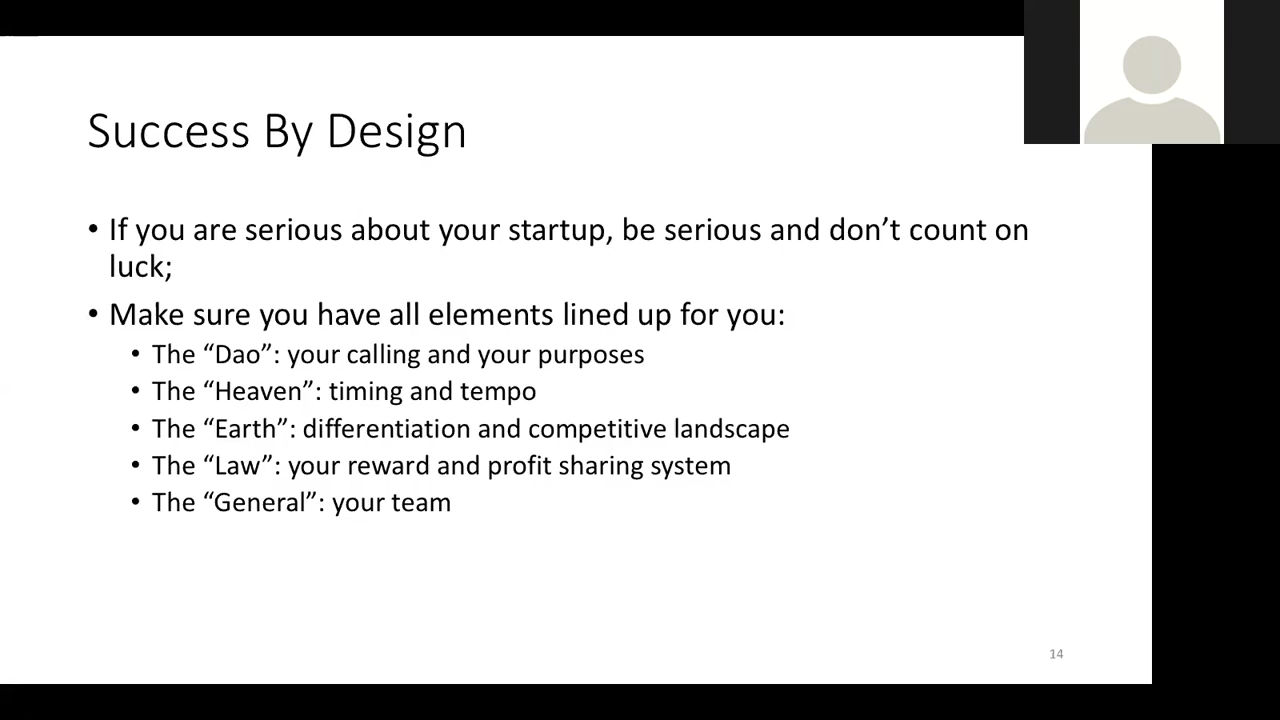 Success By Design
• If you are serious about your startup, be serious and don’t count on
luck;
• Make sure you have all elements lined up for you:
• The “Dao”: your calling and your purposes
• The “Heaven”: timing and tempo
• The “Earth”: differentiation and competitive landscape
• The “Law”: your reward and profit sharing system
• The “General”: your team
14